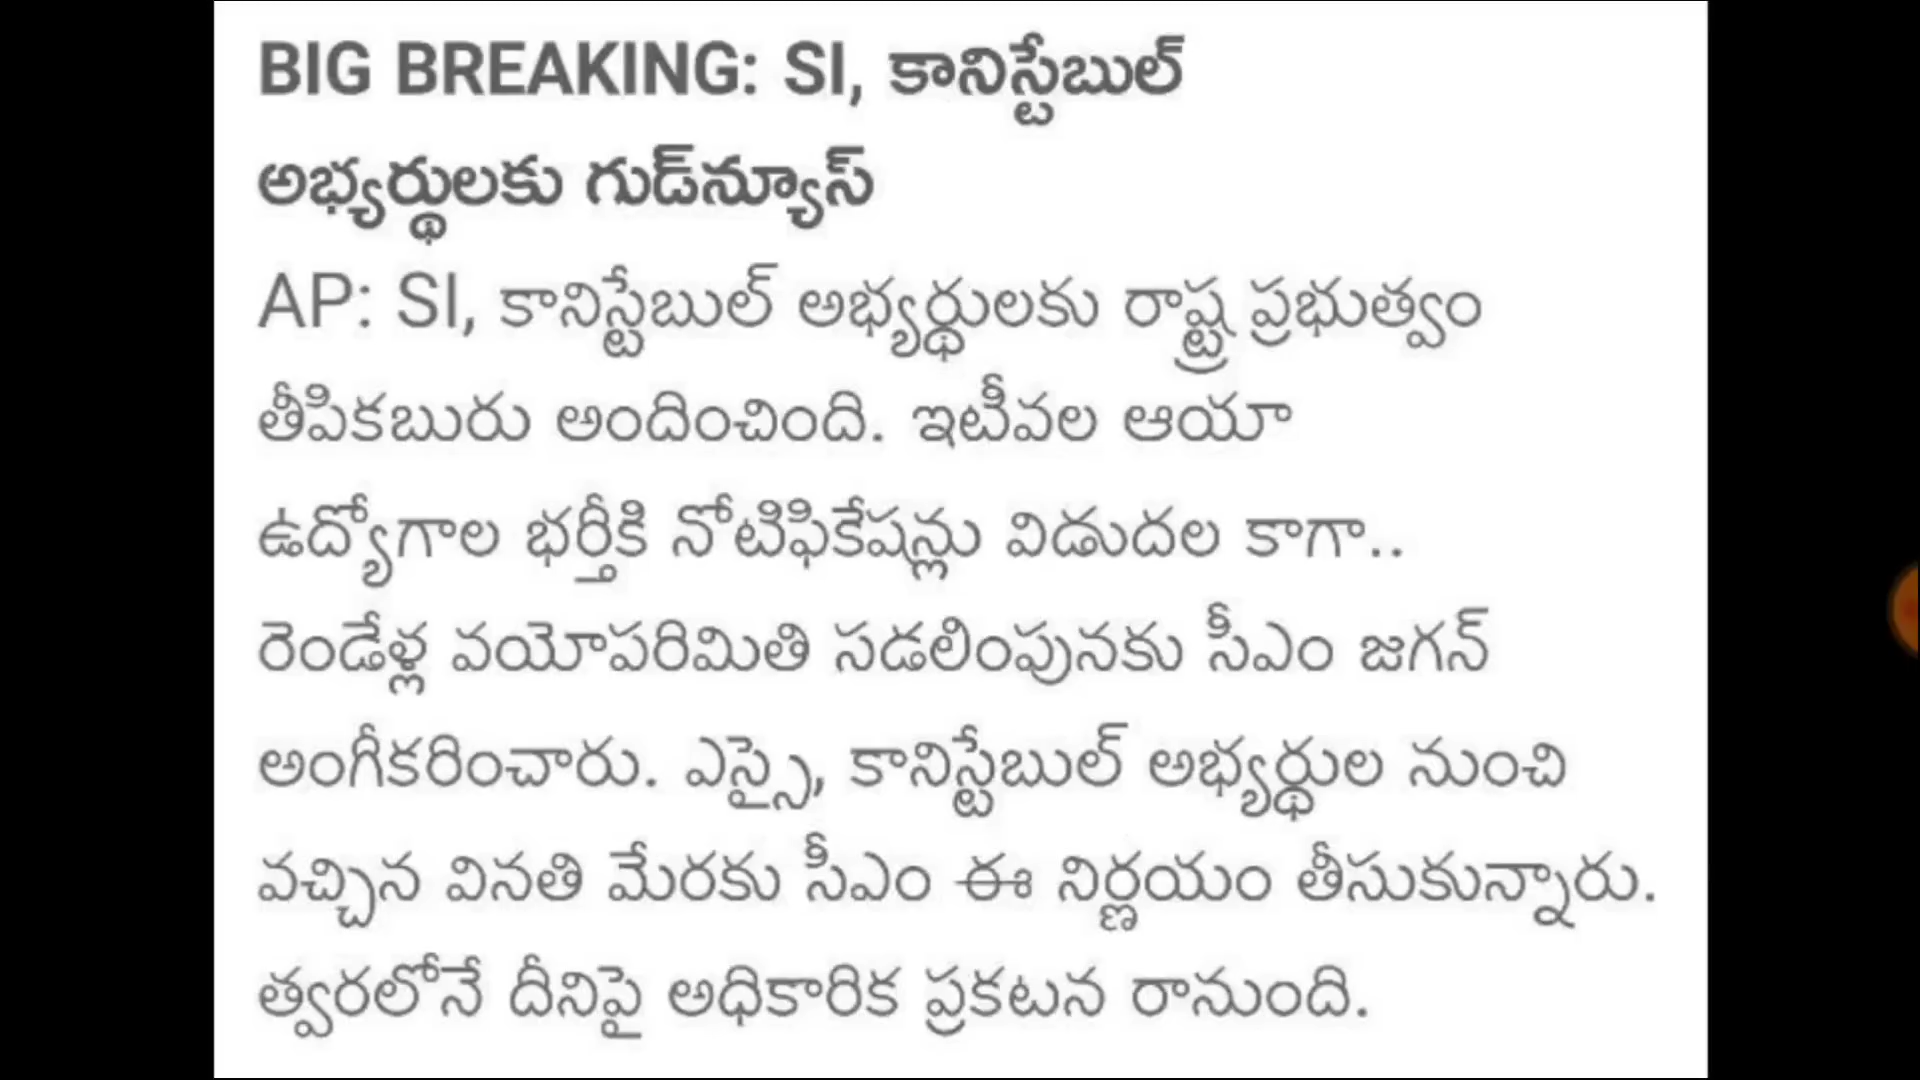 BIG BREAKING: SI, కానిస్టేబుల్
అభ్యర్థులకు గుడ్‌న్యూస్
AP: SI, కానిస్టేబుల్ అభ్యర్థులకు రాష్ట్ర ప్రభుత్వం
తీపికబురు అందించింది. ఇటీవల ఆయా
ఉద్యోగాల భర్తీకి నోటిఫికేషన్లు విడుదల కాగా..
రెండేళ్ల వయోపరిమితి సడలింపునకు సీఎం జగన్
అంగీకరించారు. ఎస్సై, కానిస్టేబుల్ అభ్యర్థుల నుంచి
వచ్చిన వినతి మేరకు సీఎం ఈ నిర్ణయం తీసుకున్నారు.
త్వరలోనే దీనిపై అధికారిక ప్రకటన రానుంది.